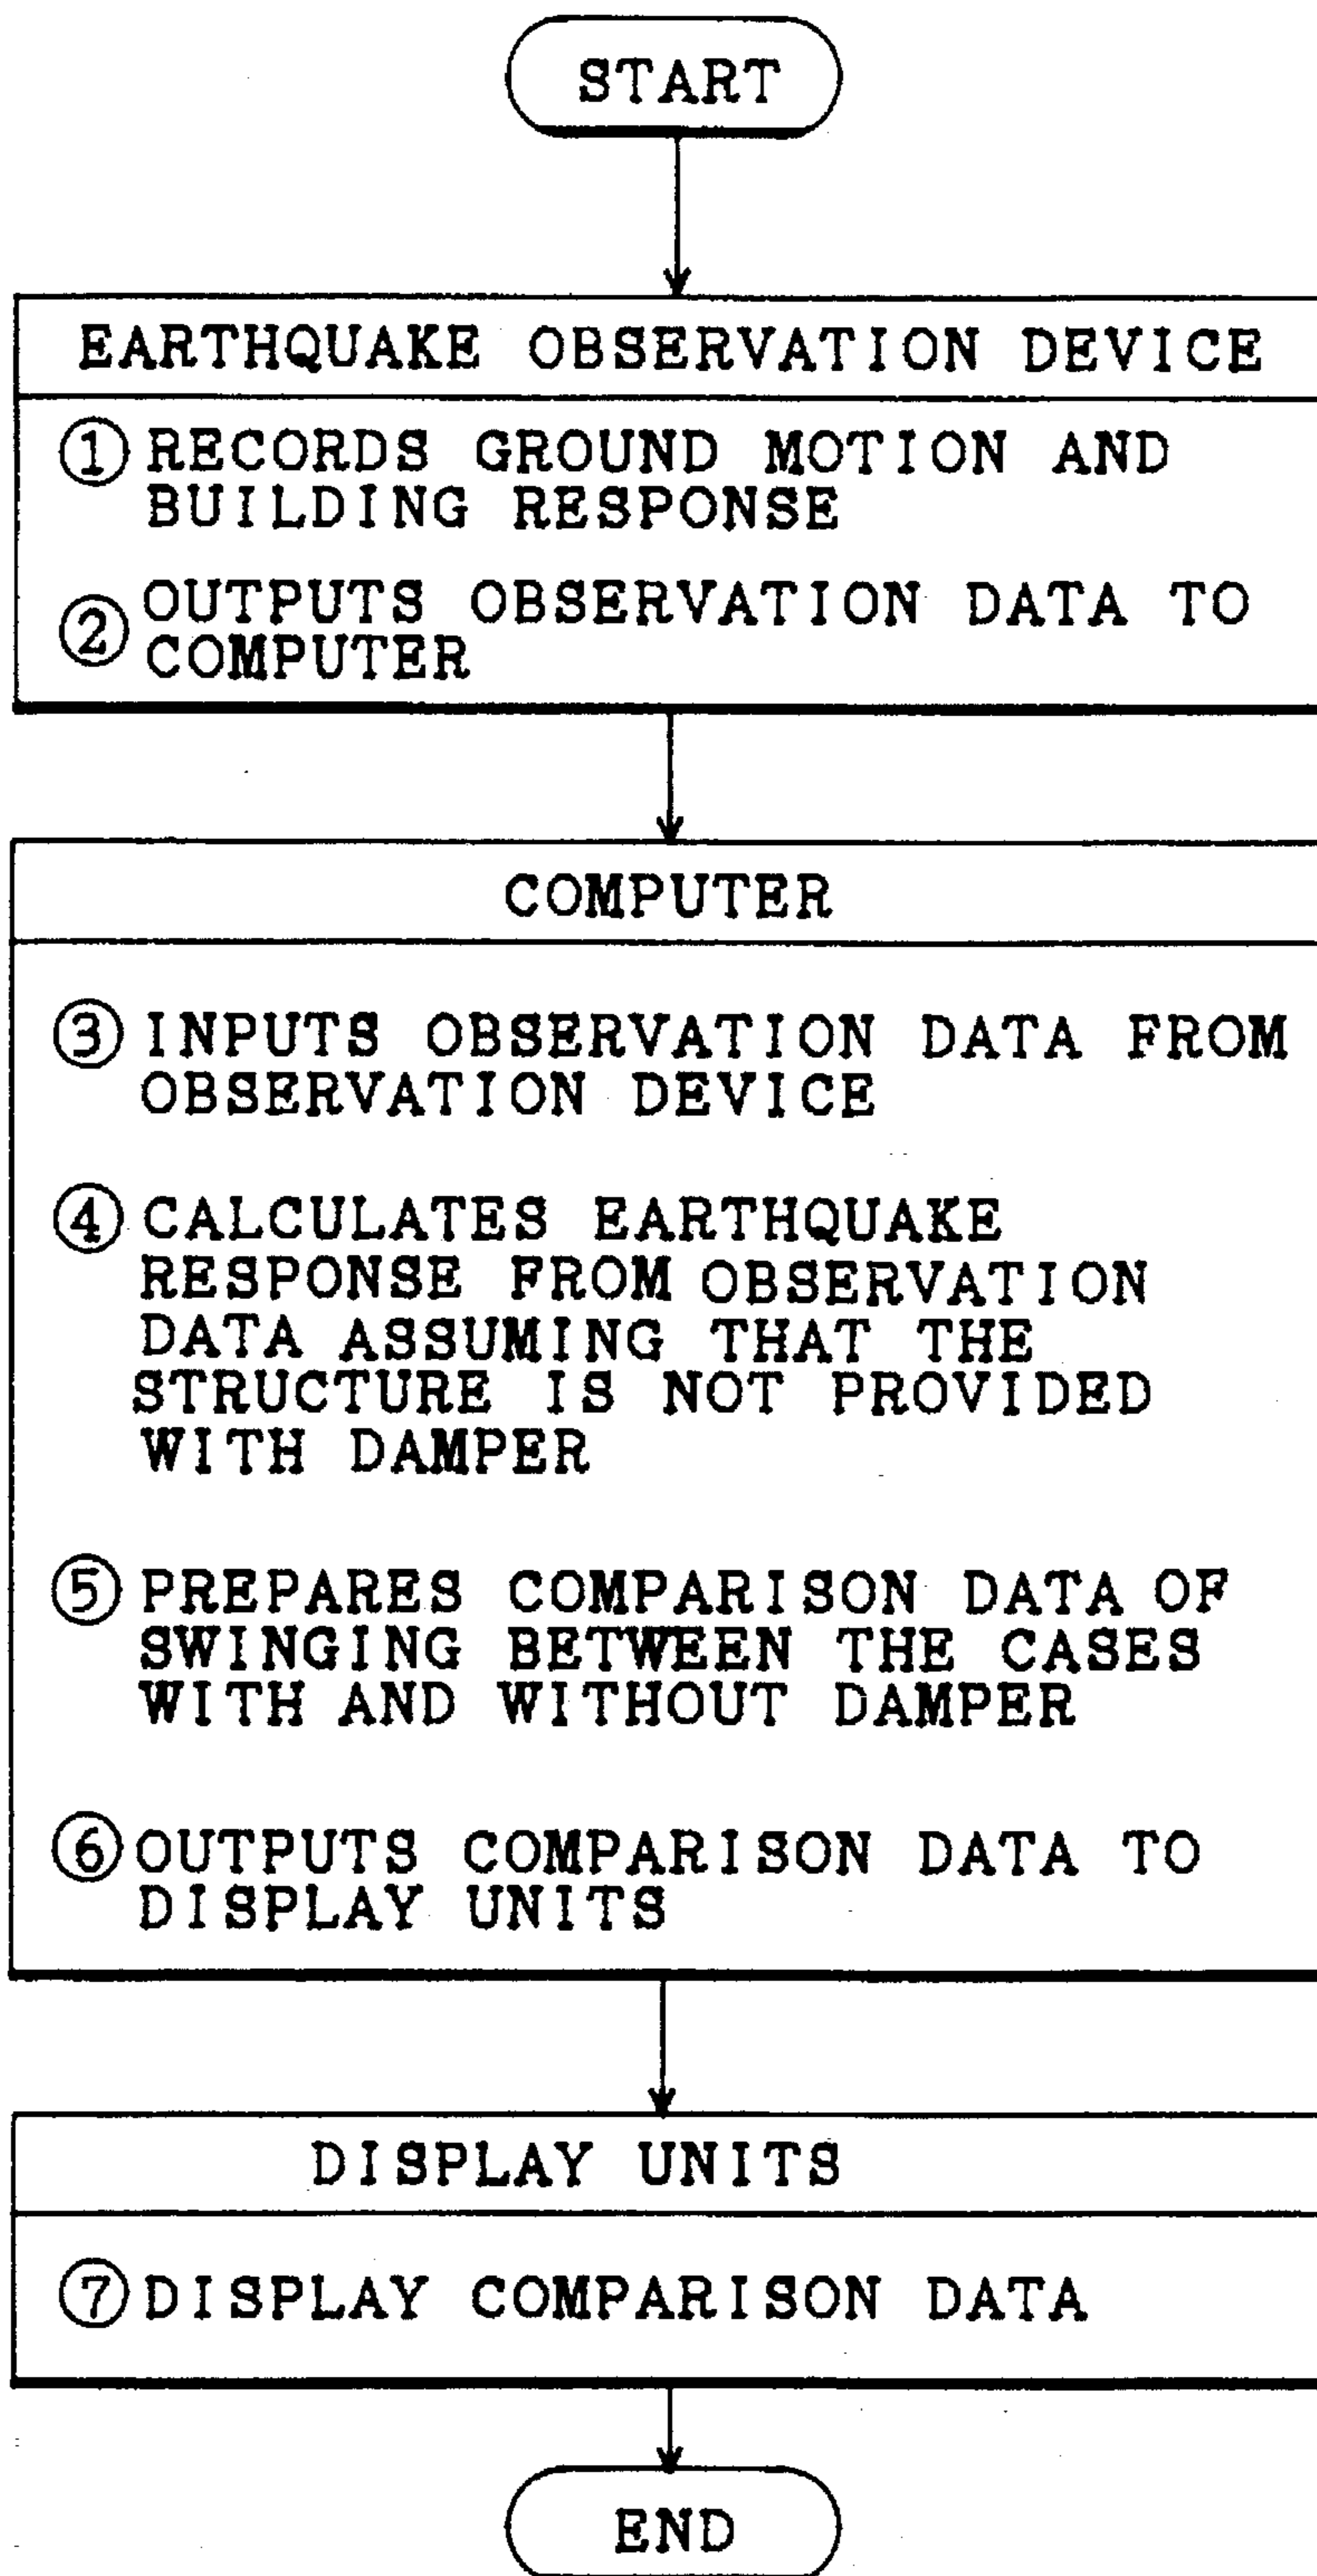 START
EARTHQUAKE OBSERVATION DEVICE
① RECORDS GROUND MOTION AND
BUILDING RESPONSE
② OUTPUTS OBSERVATION DATA TO
COMPUTER
COMPUTER
③ INPUTS OBSERVATION DATA FROM
OBSERVATION DEVICE
④ CALCULATES EARTHQUAKE
RESPONSE FROM OBSERVATION
DATA ASSUMING THAT THE
STRUCTURE IS NOT PROVIDED
WITH DAMPER
⑤ PREPARES COMPARISON DATA OF
SWINGING BETWEEN THE CASES
WITH AND WITHOUT DAMPER
⑥ OUTPUTS COMPARISON DATA TO
DISPLAY UNITS
DISPLAY UNITS
⑦ DISPLAY COMPARISON DATA
END